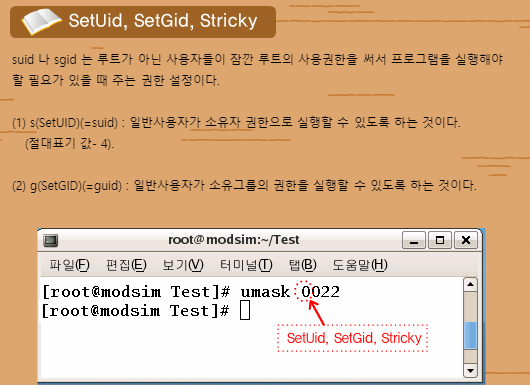 SetUid, SetGid, Stricky
suid 나 sgid 는 루트가 아닌 사용자들이 잠깐 루트의 사용권한을 써서 프로그램을 실행해야
할 필요가 있을 때 주는 권한 설정이다.
(1) s(SetUID)(=suid) : 일반사용자가 소유자 권한으로 실행할 수 있도록 하는 것이다.
(절대표기 값- 4).
(2) g(SetGID)(=guid) : 일반사용자가 소유그룹의 권한을 실행할 수 있도록 하는 것이다.
root@modsim:~/Test
파일(F) 편집(E) 보기(V) 터미널(T) 탭(B) 도움말(H)
[root@modsim Test]# umask 0022
[root@modsim Test]#
SetUid, SetGid, Stricky